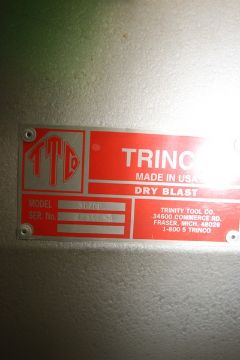 TTCo
TRINCO
MADE IN USA
DRY BLAST
MODEL
SER. No.
TRINITY TOOL CO.
34600 COMMERCE RD.
FRASER, MICH. 48026
1-800 5 TRINCO